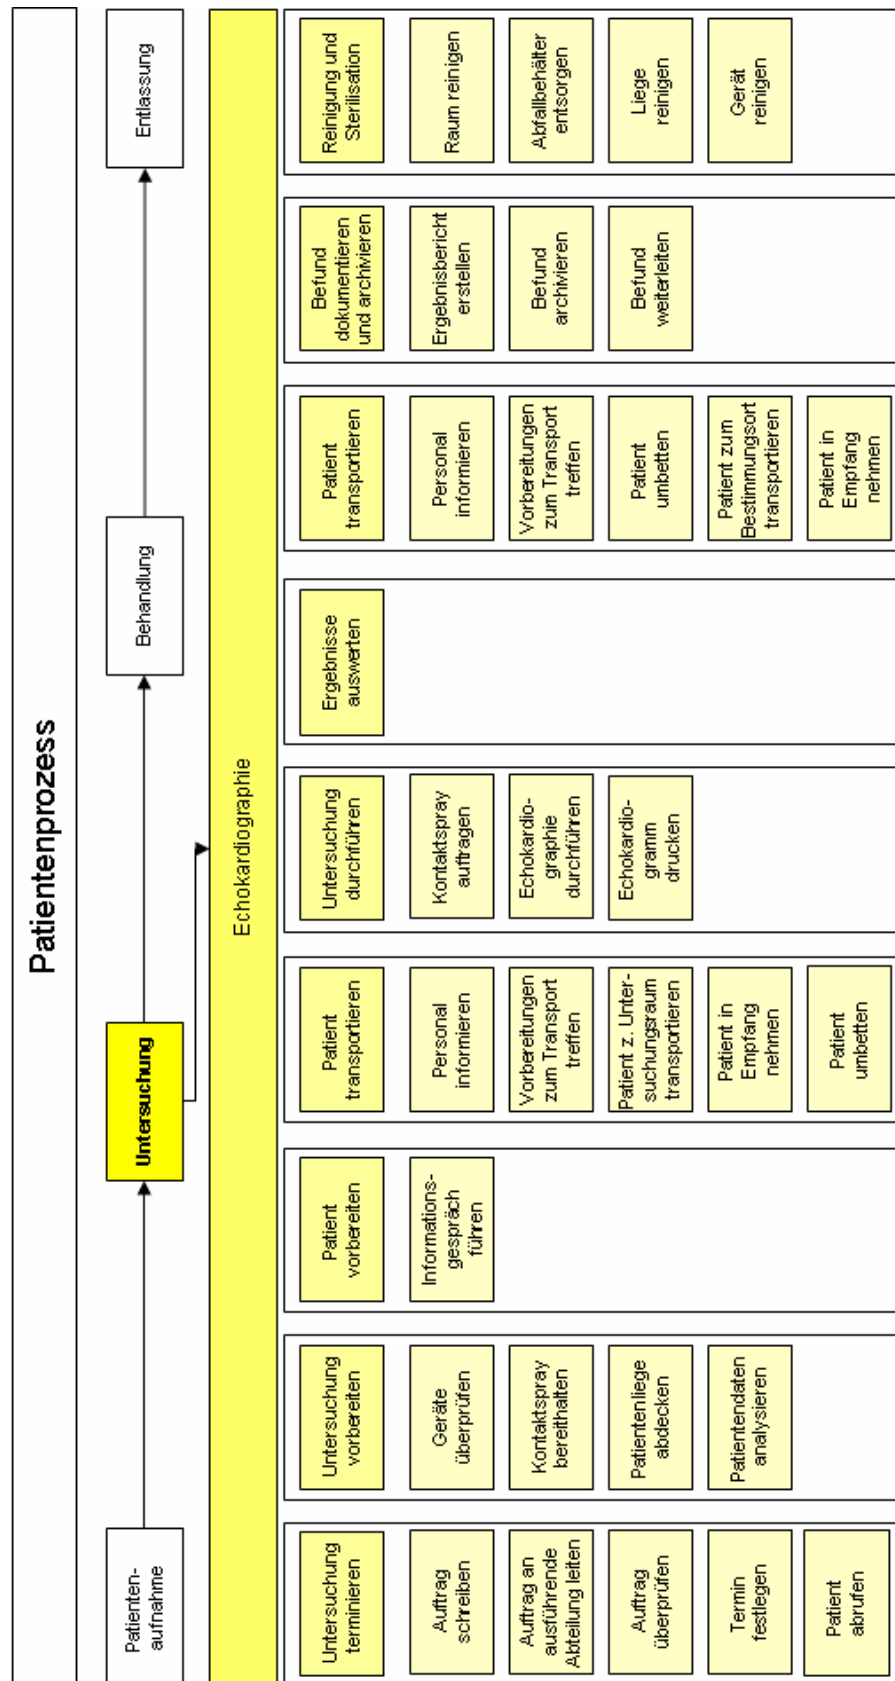 Patientenprozess
Patienten-
aufnahme
Untersuchung
Behandlung
Entlassung
Echokardiographie
Untersuchung
terminieren
Auftrag
schreiben
Auftrag an
ausführende
Abteilung leiten
Auftrag
überprüfen
Termin
festlegen
Patient
abrufen
Untersuchung
vorbereiten
Geräte
überprüfen
Kontaktspray
bereithalten
Patientenliege
abdecken
Patientendaten
analysieren
Patient
vorbereiten
Informations-
gespräch
führen
Patient
transportieren
Personal
informieren
Vorbereitungen
zum Transport
treffen
Patient z. Unter-
suchungsraum
transportieren
Patient in
Empfang
nehmen
Patient
umbetten
Untersuchung
durchführen
Kontaktspray
auftragen
Echokardio-
graphie
durchführen
Echokardio-
gramm
drucken
Ergebnisse
auswerten
Patient
transportieren
Personal
informieren
Vorbereitungen
zum Transport
treffen
Patient
umbetten
Patient zum
Bestimmungsort
transportieren
Patient in
Empfang
nehmen
Befund
dokumentieren
und archivieren
Ergebnisbericht
erstellen
Befund
archivieren
Befund
weiterleiten
Reinigung und
Sterilisation
Raum reinigen
Abfallbehälter
entsorgen
Liege
reinigen
Gerät
reinigen